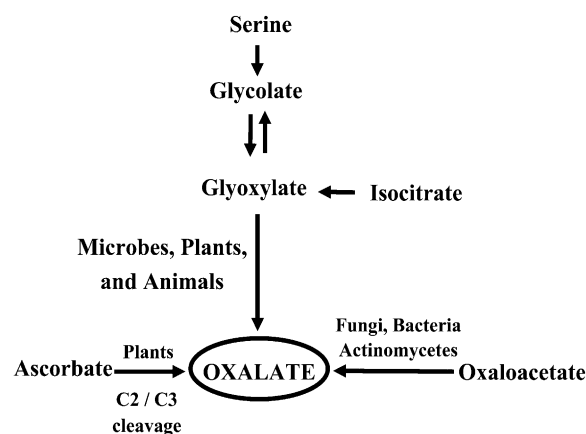 Serine
Glycolate
Glyoxylate
Isocitrate
Microbes, Plants,
and Animals
Fungi, Bacteria
Actinomycetes
Plants
Ascorbate
OXALATE
Oxaloacetate
C2 / C3
cleavage